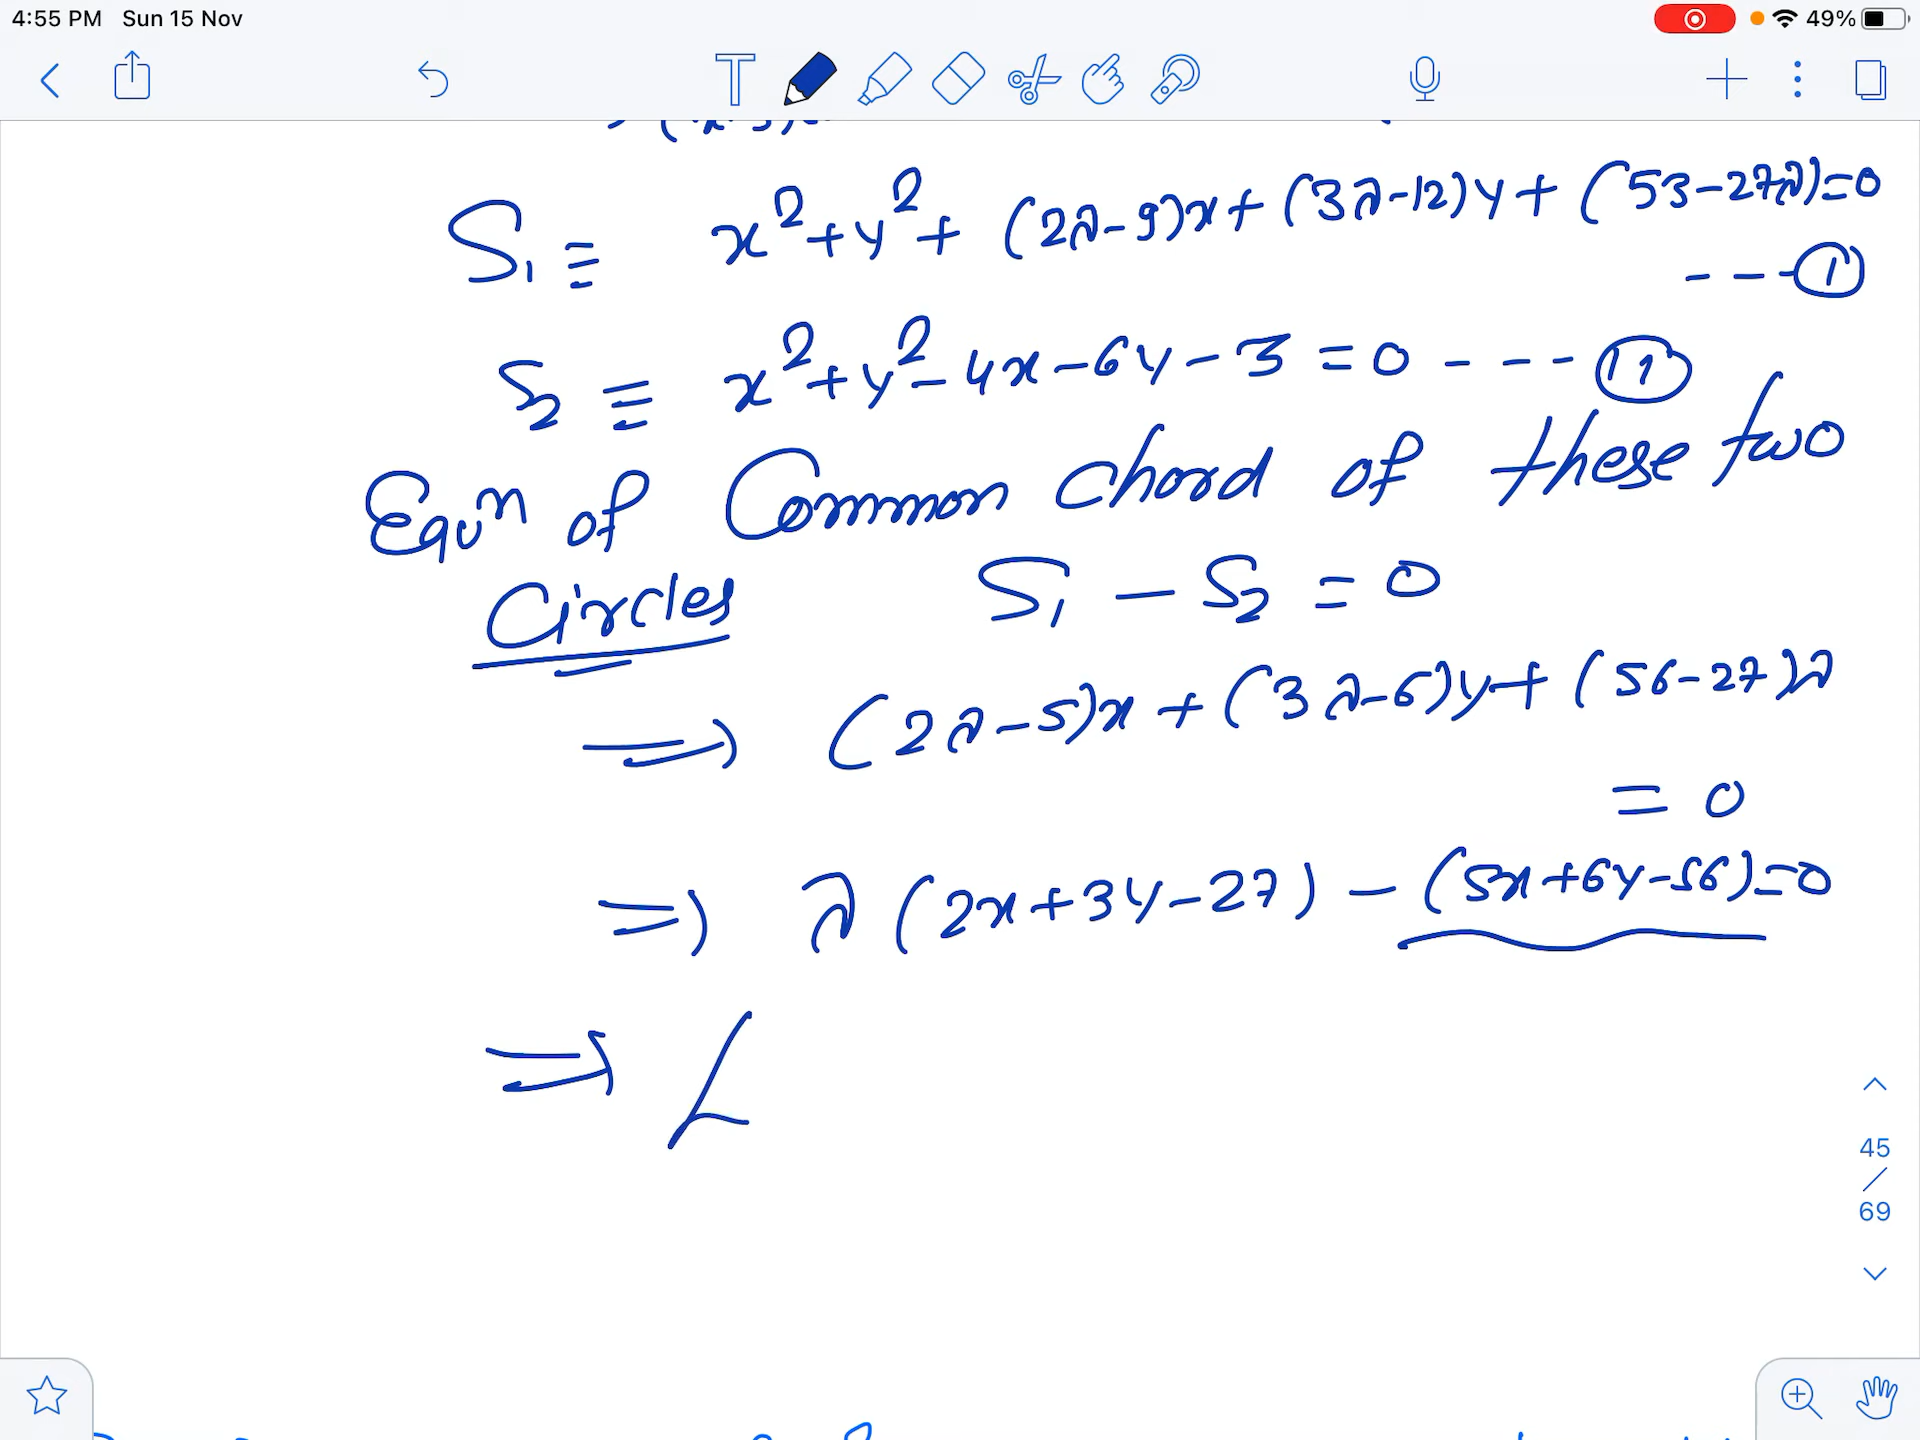 4:55 PM Sun 15 Nov 49%
S₁ ≡ x²+y²+(2λ-9)x+(3λ-12)y+(53-27λ)=0
---①
S₂ ≡ x²+y²-4x-6y-3=0 ---- ⑪
Equⁿ of Common chord of these two
Circles S₁ - S₂ = 0
⇒ (2λ-5)x+(3λ-6)y+(56-27)λ
= 0
⇒ λ(2x+3y-27)-(5x+6y-56)=0
⇒ L
45
/
69